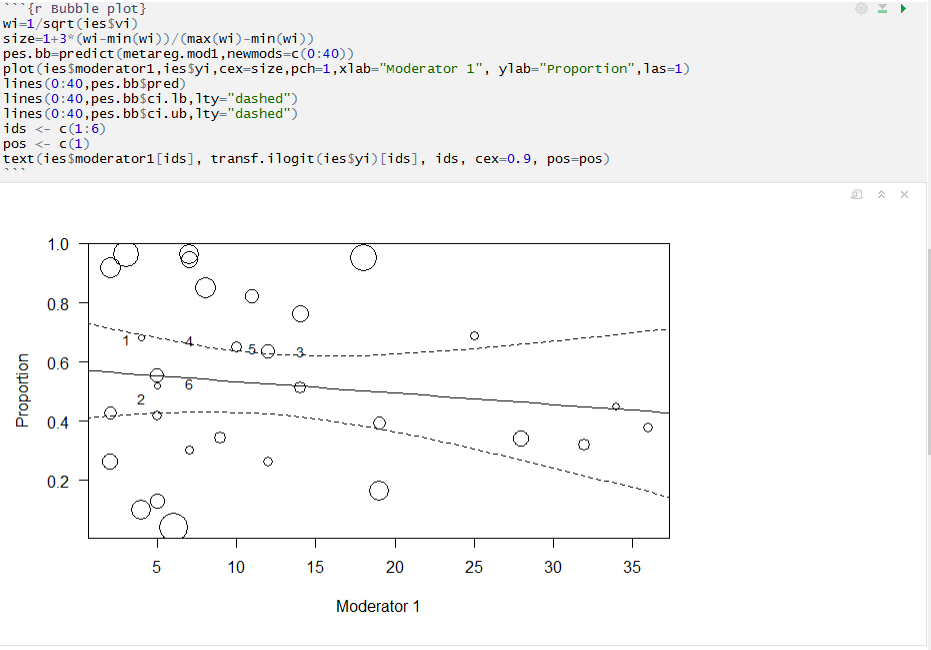 ```{r Bubble plot}
wi=1/sqrt(ies$vi)
size=1+3*(wi-min(wi))/(max(wi)-min(wi))
pes.bb=predict(metareg.mod1,newmods=c(0:40))
plot(ies$moderator1,ies$yi,cex=size,pch=1,xlab="Moderator 1", ylab="Proportion",las=1)
lines(0:40,pes.bb$pred)
lines(0:40,pes.bb$ci.lb,lty="dashed")
lines(0:40,pes.bb$ci.ub,lty="dashed")
ids <- c(1:6)
pos <- c(1)
text(ies$moderator1[ids], transf.ilogit(ies$yi)[ids], ids, cex=0.9, pos=pos)
```
1.0
0.8
0.6
0.4
0.2
Proportion
1
4
5
3
6
2
5 10 15 20 25 30 35
Moderator 1